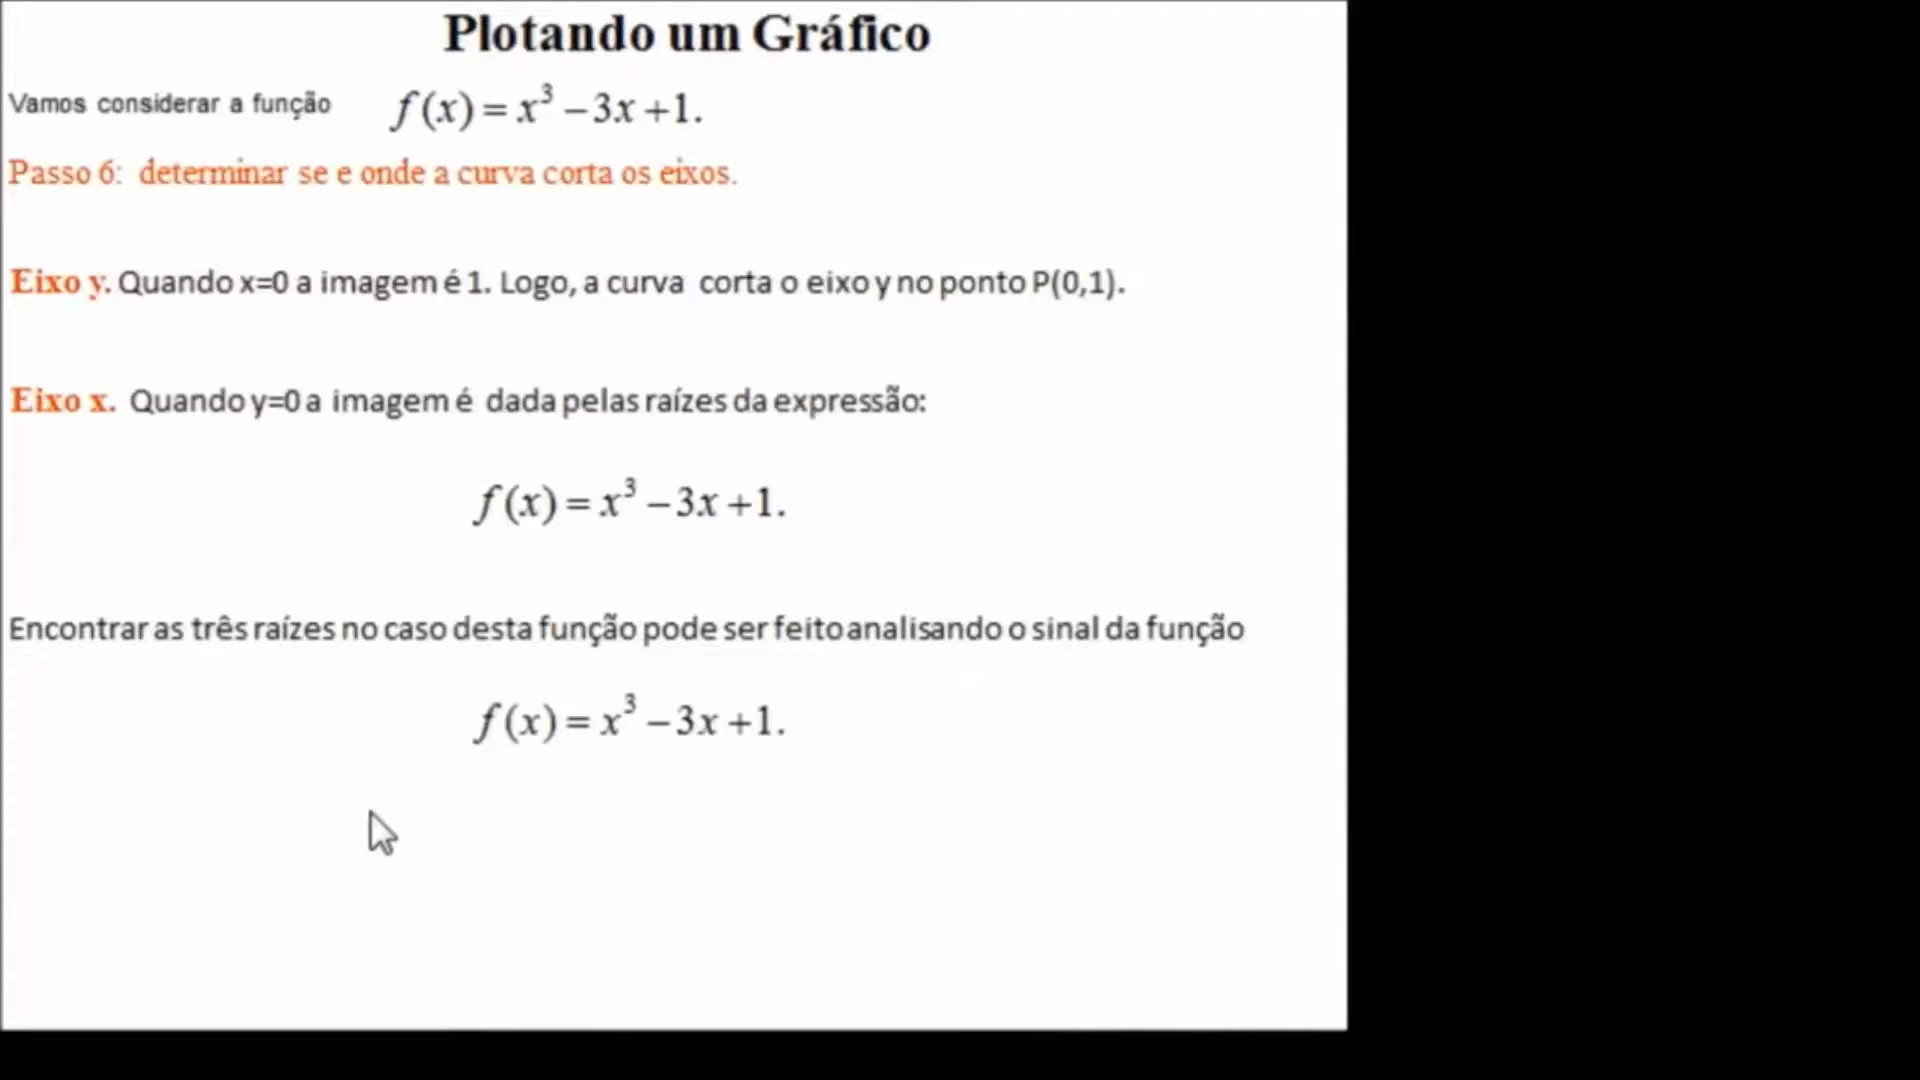 Plotando um Gráfico
Vamos considerar a função f(x) = x³ − 3x + 1.
Passo 6: determinar se e onde a curva corta os eixos.
Eixo y. Quando x=0 a imagem é 1. Logo, a curva corta o eixo y no ponto P(0,1).
Eixo x. Quando y=0 a imagem é dada pelas raízes da expressão:
f(x) = x³ − 3x + 1.
Encontrar as três raízes no caso desta função pode ser feito analisando o sinal da função
f(x) = x³ − 3x + 1.